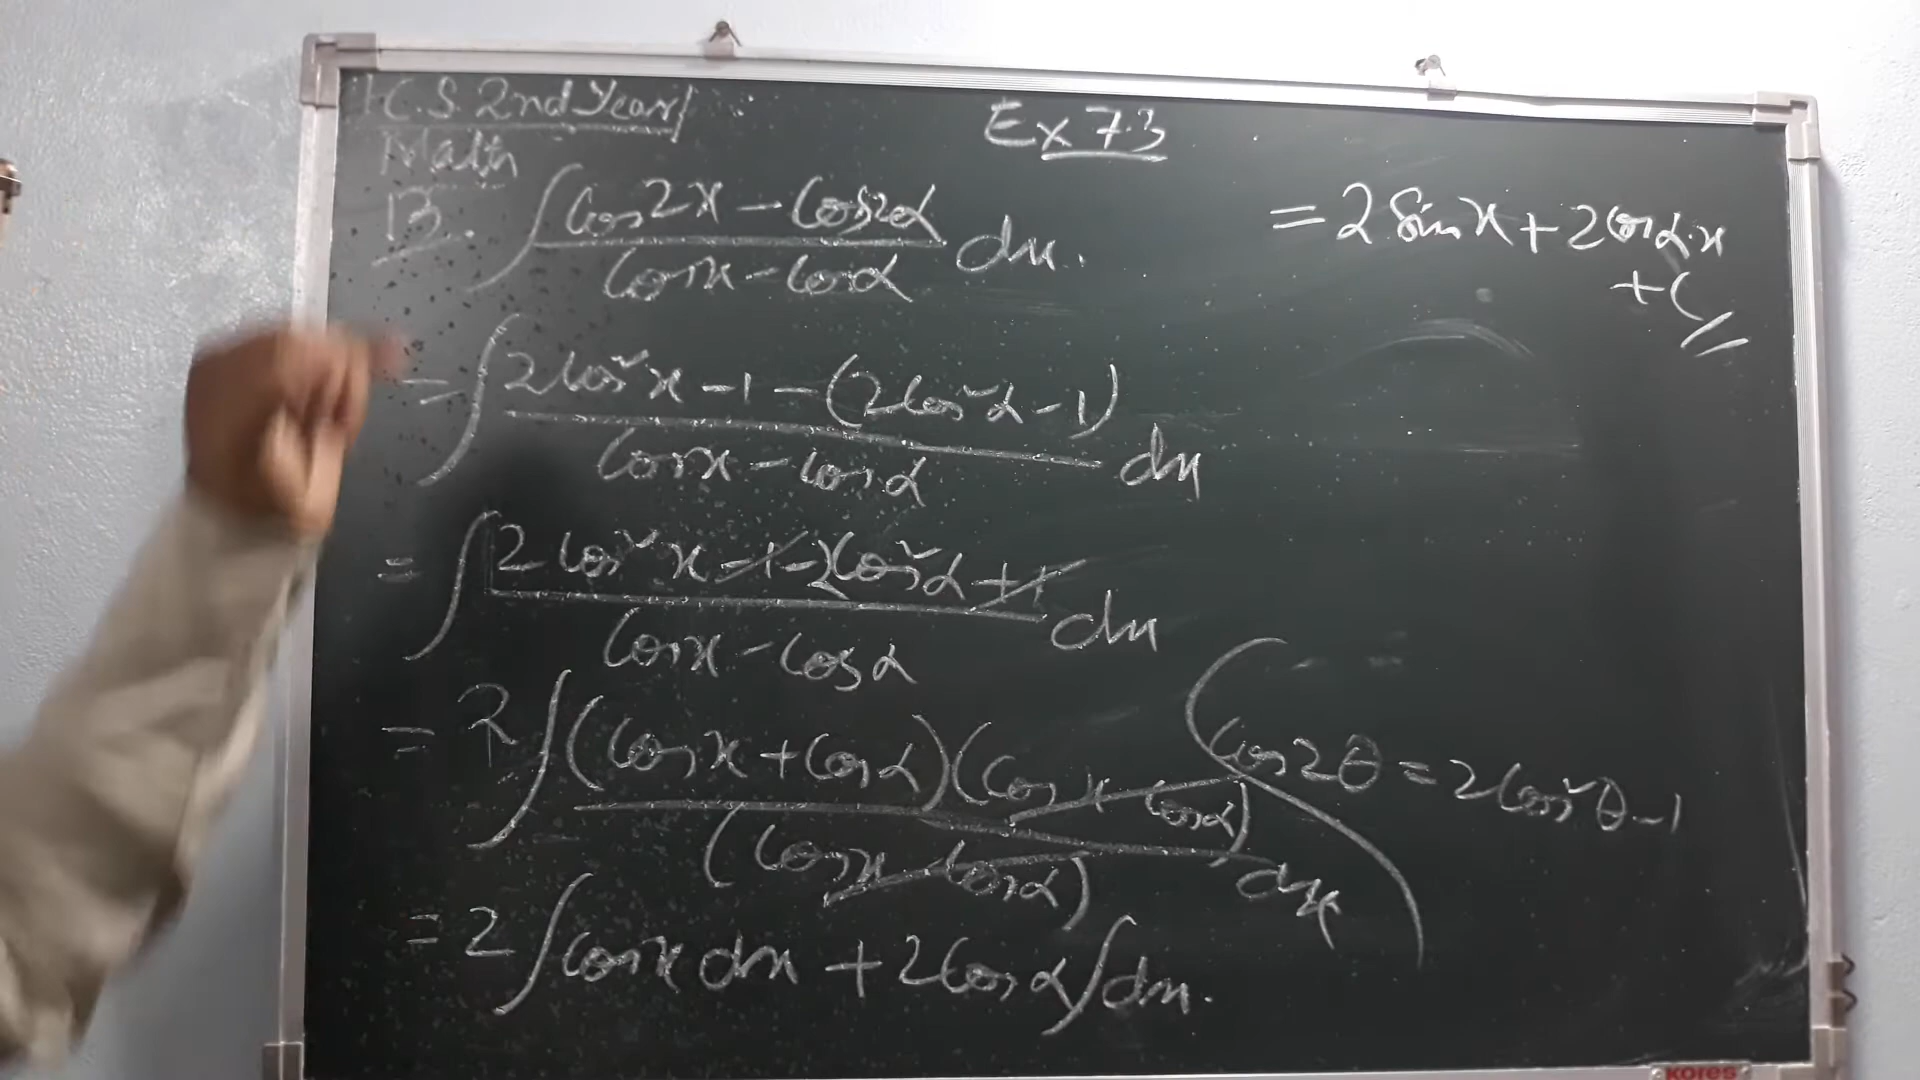 H.S. 2nd Year
Math
Ex 7.3
13. ∫ (Cos2x - Cos2α)/(Cosx - Cosα) dx.
= ∫ (2Cos²x - 1 - (2Cos²α - 1))/(Cosx - Cosα) dx
= ∫ (2Cos²x - 1 - 2Cos²α + 1)/(Cosx - Cosα) dx
= 2∫ (Cosx + Cosα)(Cosx - Cosα)/(Cosx - Cosα) dx
= 2∫Cosx dx + 2Cosα∫dx.
Cos2θ = 2Cos²θ - 1
= 2 Sinx + 2Cosα.x
+ C
kores